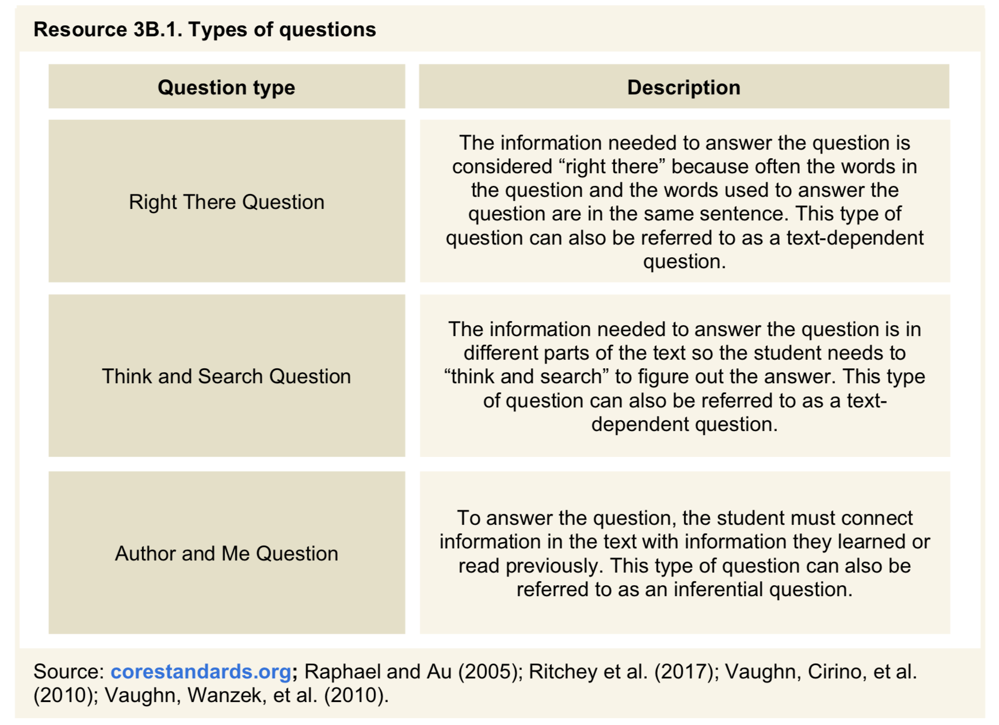 Resource 3B.1. Types of questions
Question type
Description
Right There Question
The information needed to answer the question is
considered “right there” because often the words in
the question and the words used to answer the
question are in the same sentence. This type of
question can also be referred to as a text-dependent
question.
Think and Search Question
The information needed to answer the question is in
different parts of the text so the student needs to
“think and search” to figure out the answer. This type
of question can also be referred to as a text-
dependent question.
Author and Me Question
To answer the question, the student must connect
information in the text with information they learned or
read previously. This type of question can also be
referred to as an inferential question.
Source: corestandards.org; Raphael and Au (2005); Ritchey et al. (2017); Vaughn, Cirino, et al.
(2010); Vaughn, Wanzek, et al. (2010).